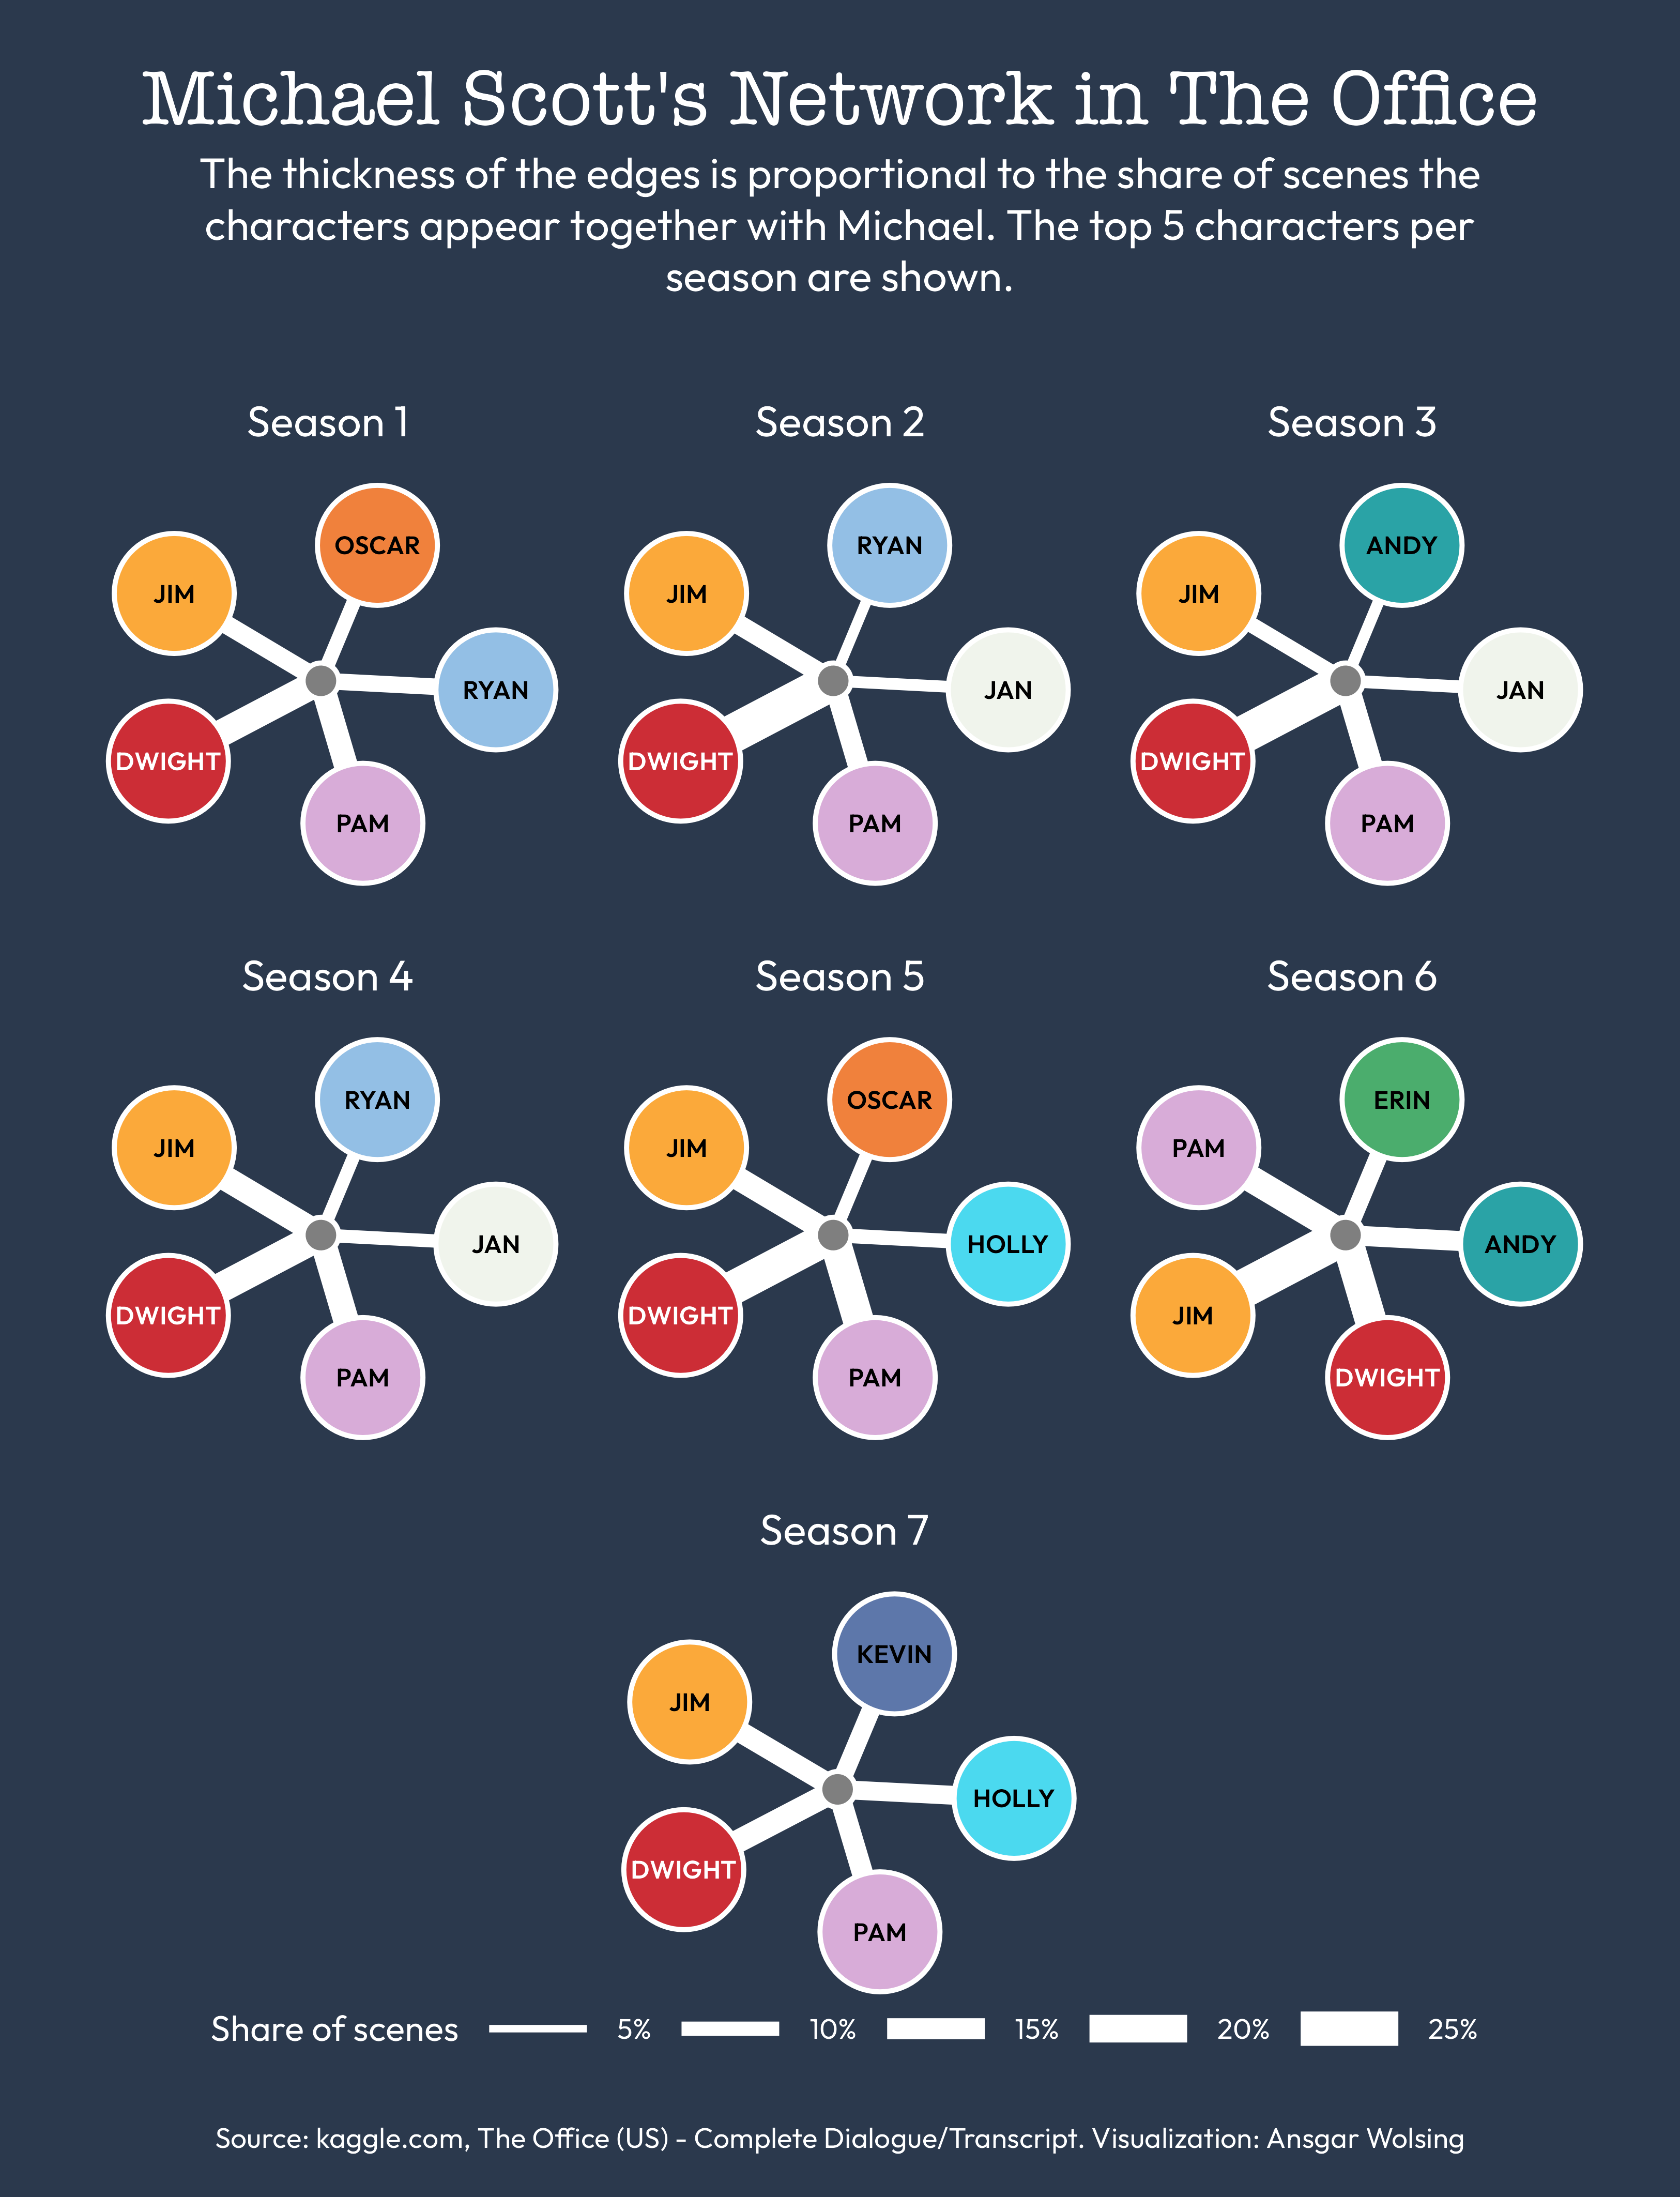 Michael Scott's Network in The Office
The thickness of the edges is proportional to the share of scenes the
characters appear together with Michael. The top 5 characters per
season are shown.
Season 1
OSCAR
JIM
RYAN
DWIGHT
PAM
Season 2
RYAN
JIM
JAN
DWIGHT
PAM
Season 3
ANDY
JIM
JAN
DWIGHT
PAM
Season 4
RYAN
JIM
JAN
DWIGHT
PAM
Season 5
OSCAR
JIM
HOLLY
DWIGHT
PAM
Season 6
ERIN
PAM
ANDY
JIM
DWIGHT
Season 7
KEVIN
JIM
HOLLY
DWIGHT
PAM
Share of scenes 5% 10% 15% 20% 25%
Source: kaggle.com, The Office (US) - Complete Dialogue/Transcript. Visualization: Ansgar Wolsing